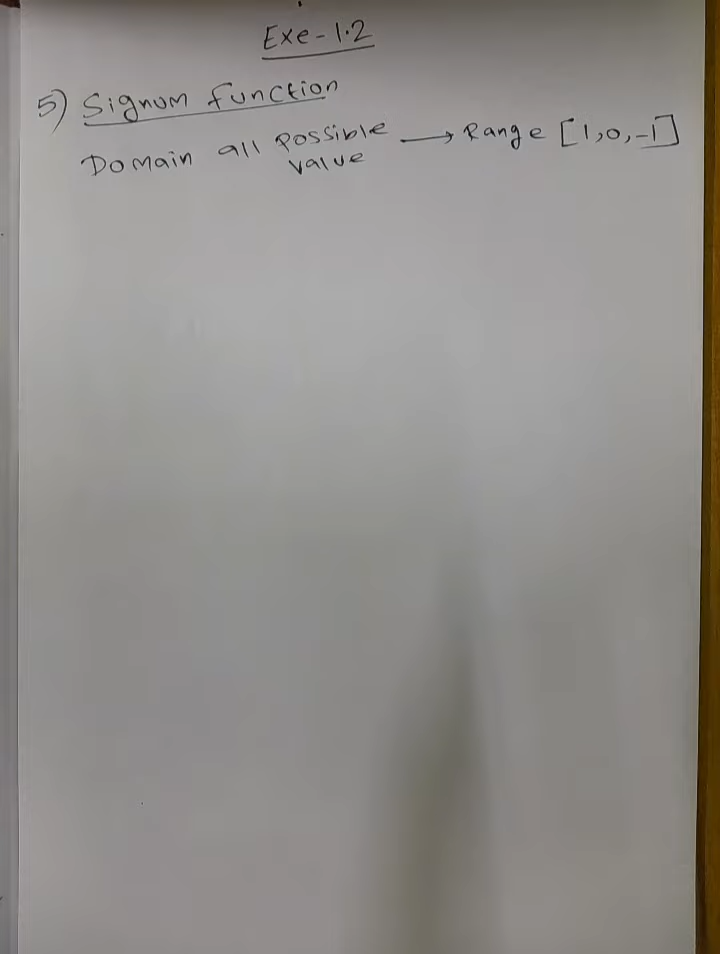 Exe-1.2
5) Signum function
Domain all possible value → Range [1,0,-1]